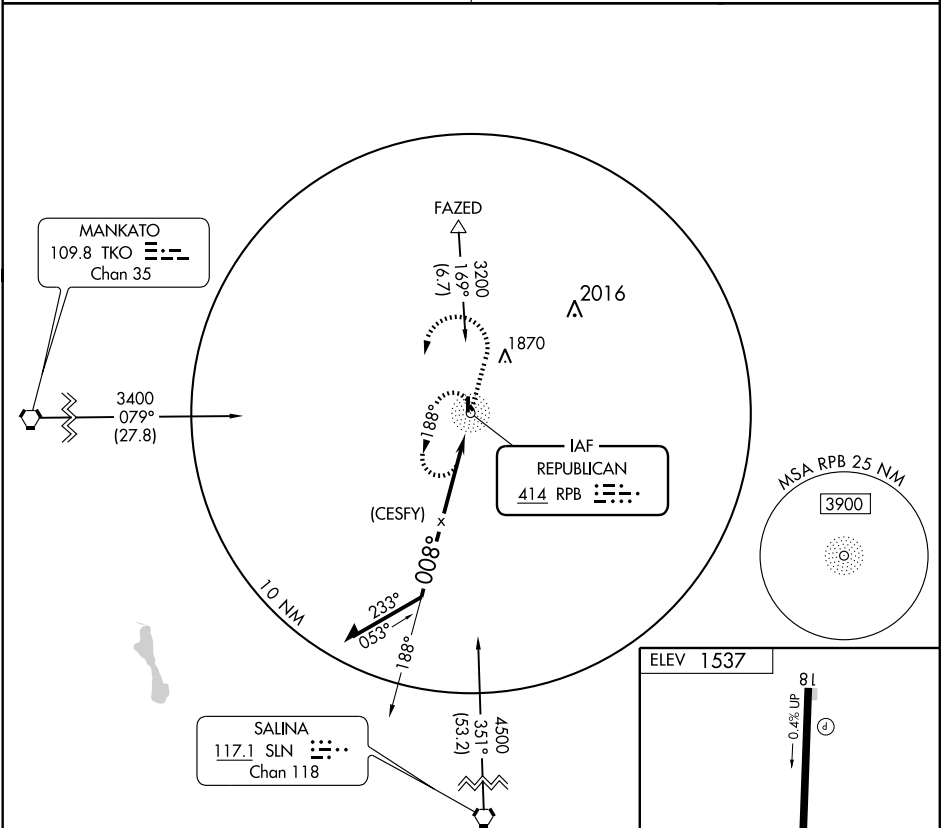 FAZED
3200
169°
(6.7)
2016
1870
MANKATO
109.8 TKO
Chan 35
3400
079°
(27.8)
188°
IAF
REPUBLICAN
414 RPB
(CESFY)
x
008°
MSA RPB 25 NM
3900
10 NM
233°
053°
188°
4500
351°
(53.2)
SALINA
117.1 SLN
Chan 118
ELEV 1537
18
0.4% UP
P